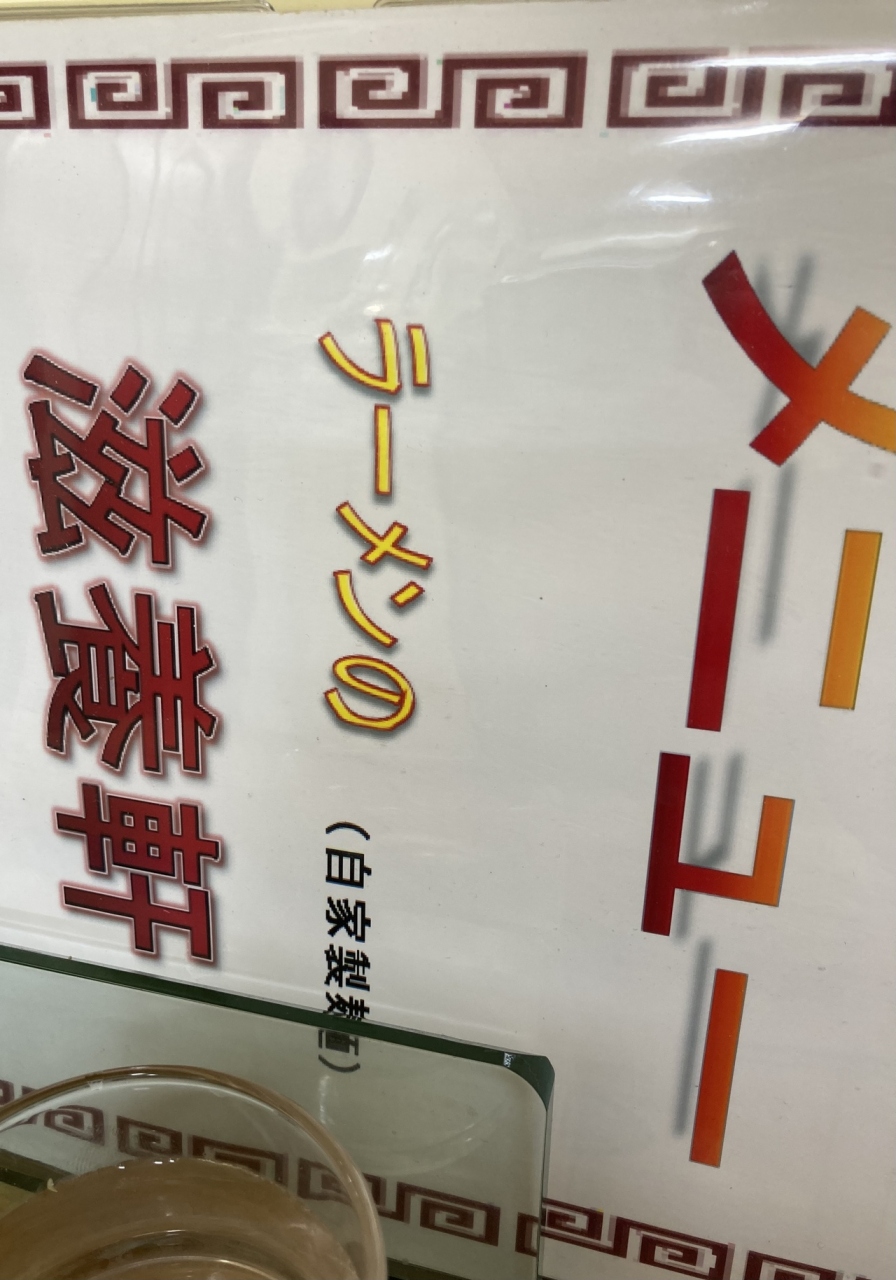 メニュー
ラーメンの
（自家製麺）
滋養軒